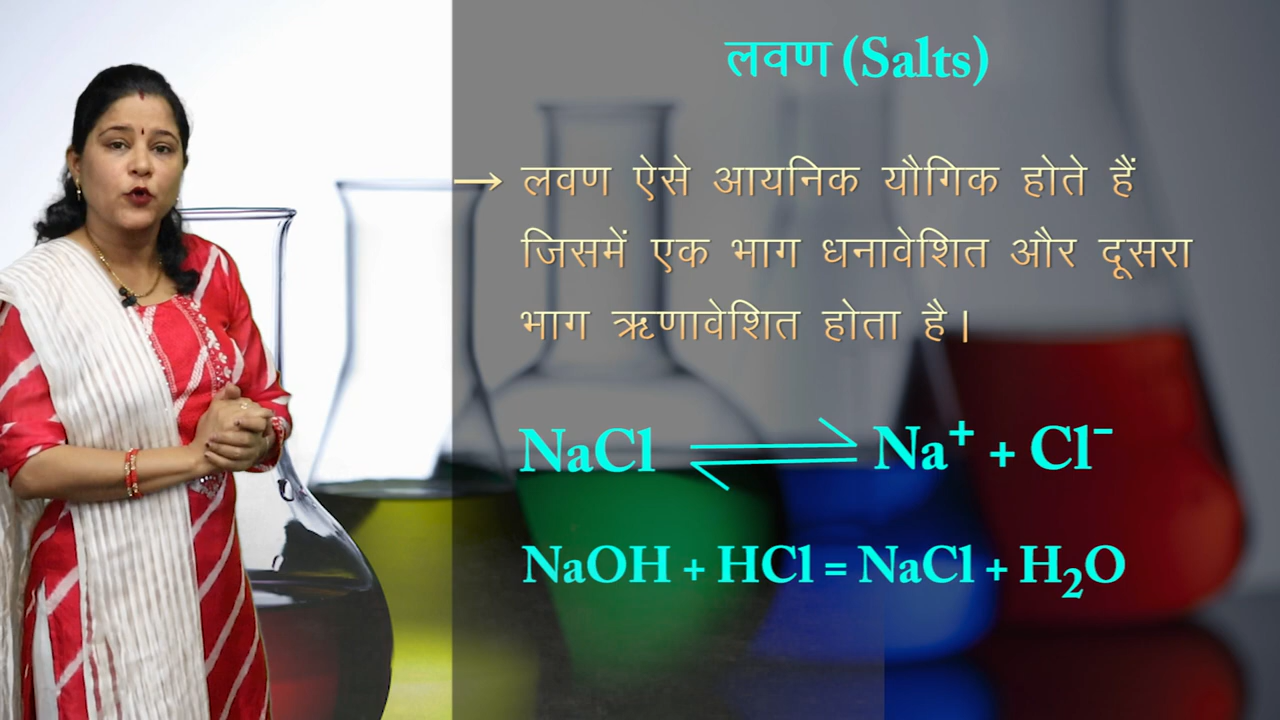 लवण (Salts)
→ लवण ऐसे आयनिक यौगिक होते हैं
जिसमें एक भाग धनावेशित और दूसरा
भाग ऋणावेशित होता है।
NaCl ⇌ Na⁺ + Cl⁻
NaOH + HCl = NaCl + H₂O